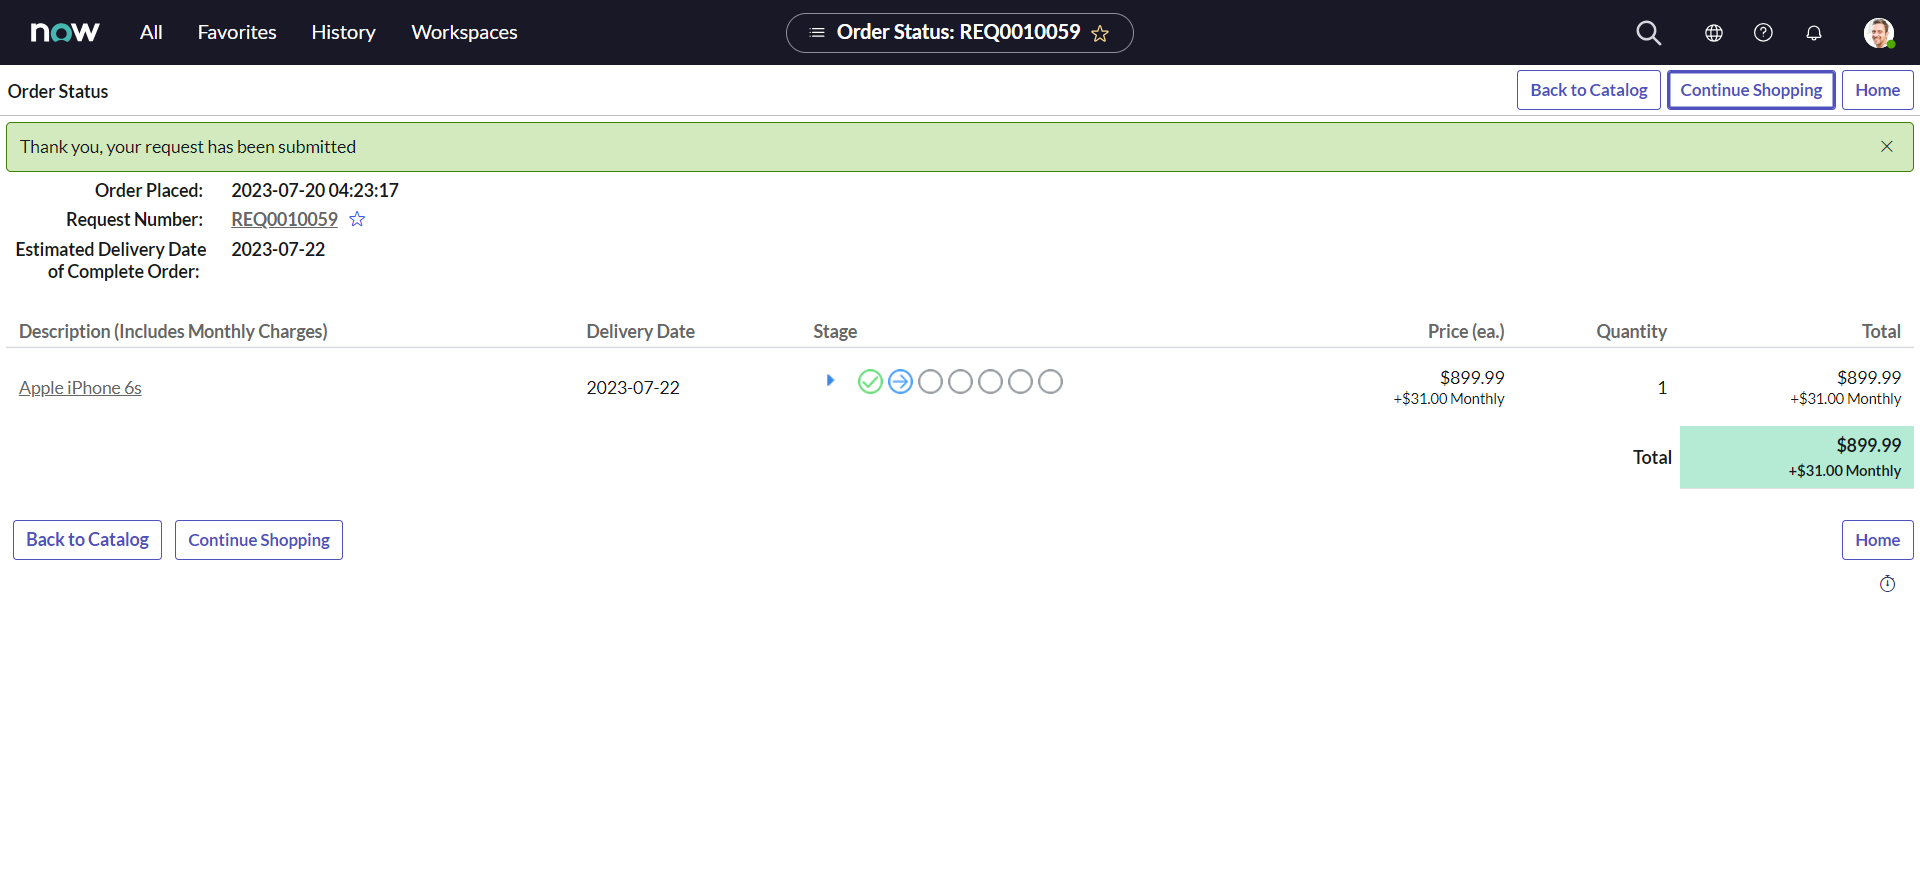 now All Favorites History Workspaces Order Status: REQ0010059
Order Status Back to Catalog Continue Shopping Home
Thank you, your request has been submitted
Order Placed: 2023-07-20 04:23:17
Request Number: REQ0010059
Estimated Delivery Date 2023-07-22
of Complete Order:
Description (Includes Monthly Charges) Delivery Date Stage Price (ea.) Quantity Total
Apple iPhone 6s 2023-07-22 $899.99 1 $899.99
+$31.00 Monthly +$31.00 Monthly
Total $899.99
+$31.00 Monthly
Back to Catalog Continue Shopping Home